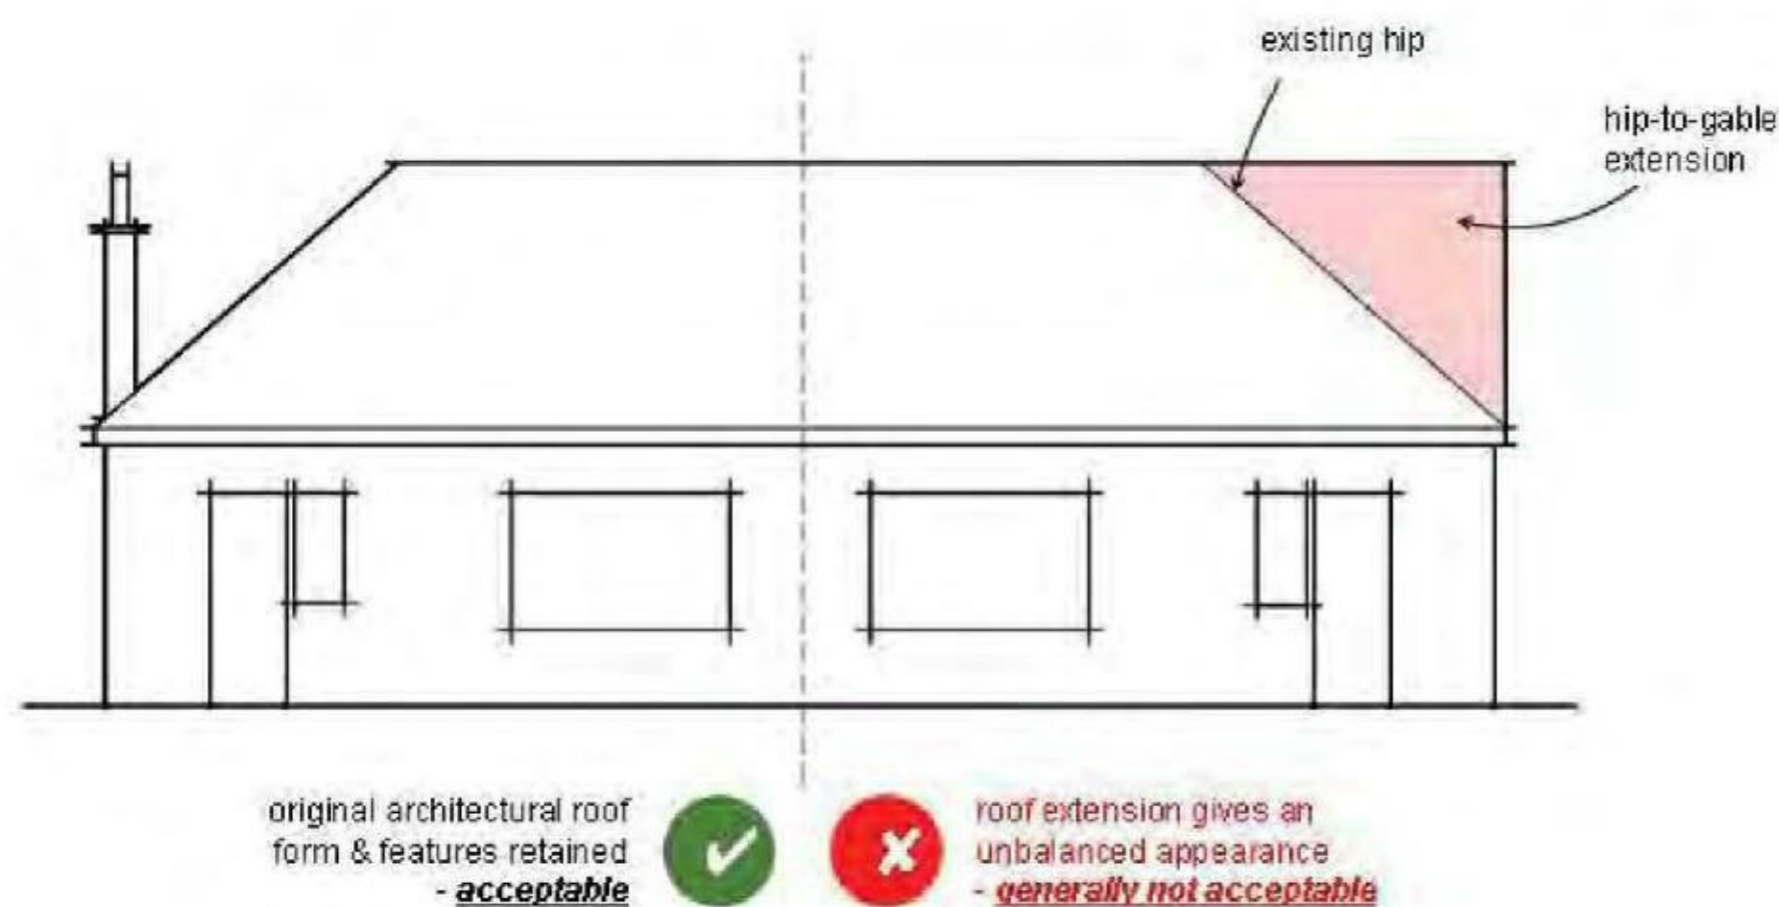 existing hip
hip-to-gable
extension
original architectural roof
form & features retained
- acceptable
roof extension gives an
unbalanced appearance
- generally not acceptable